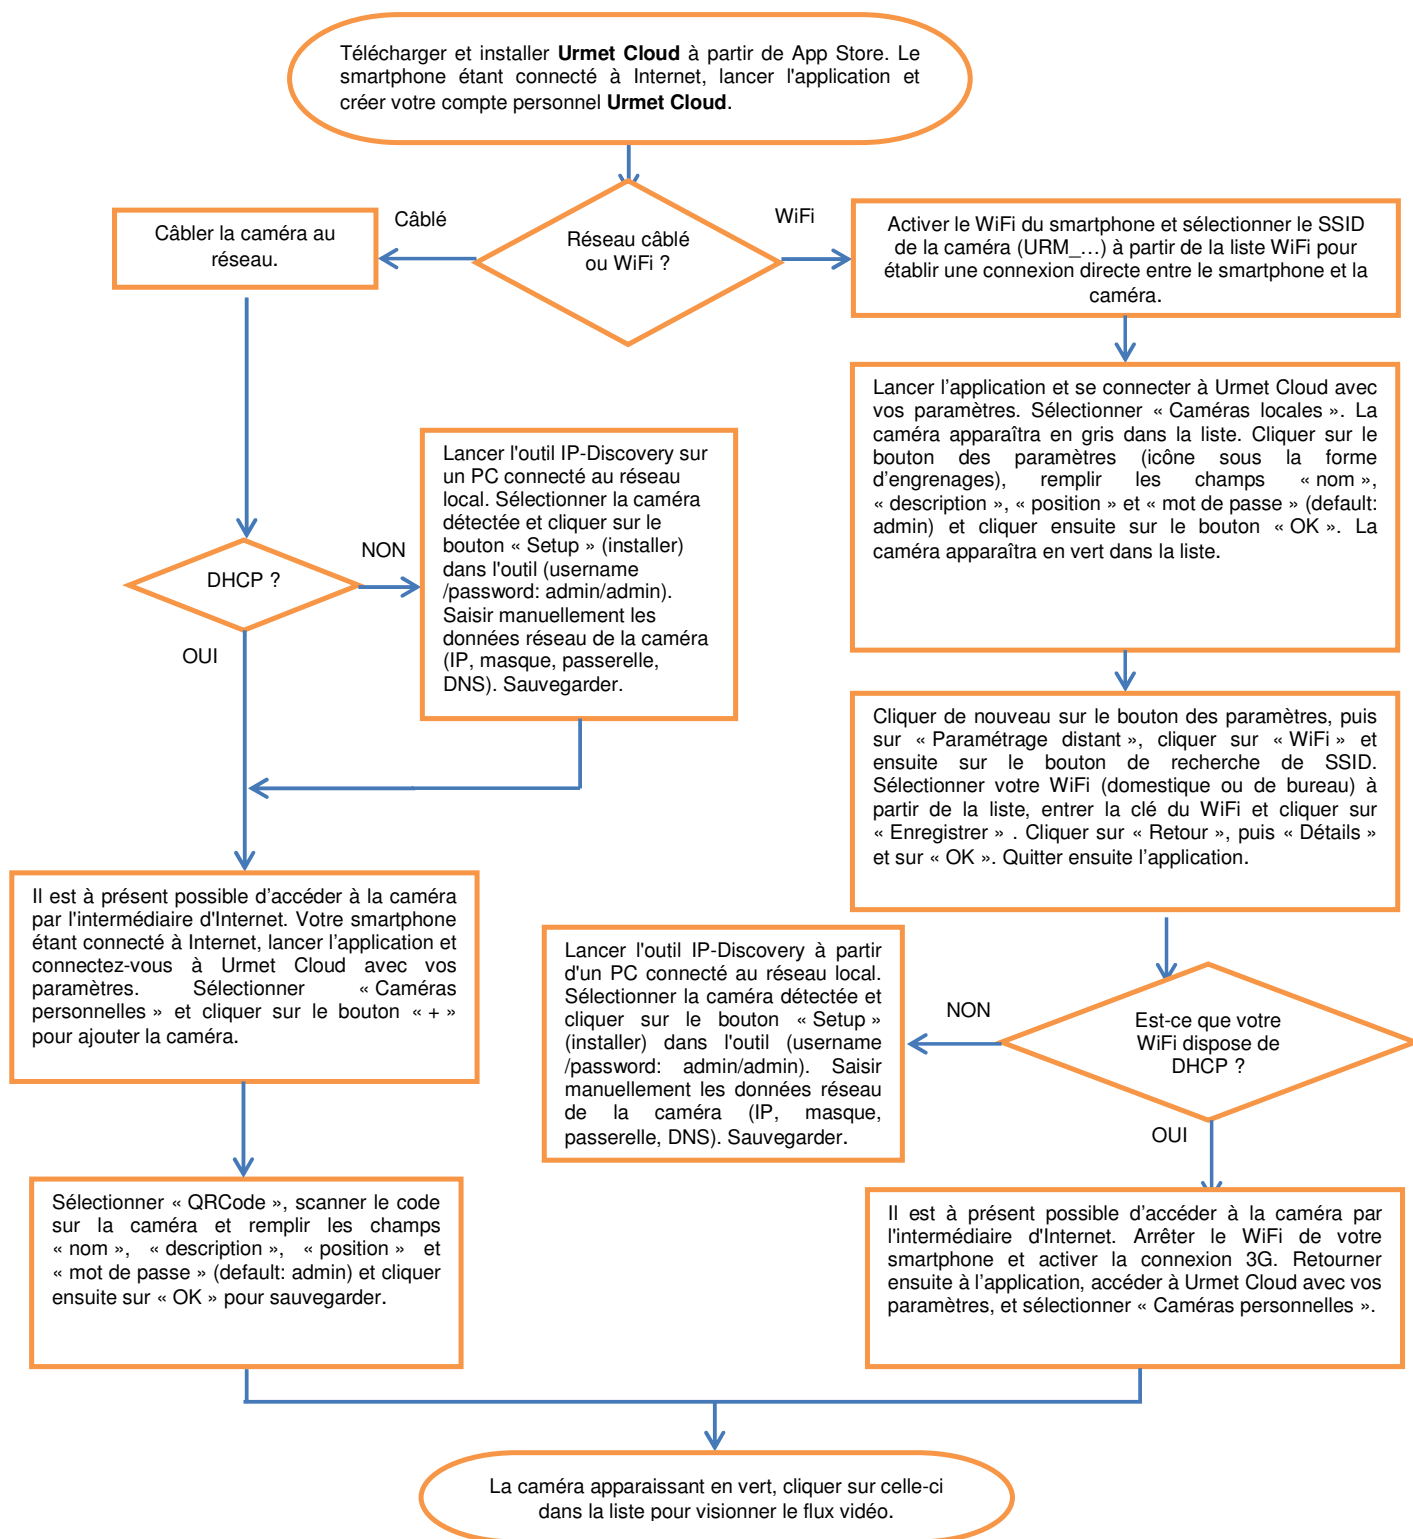 Télécharger et installer Urmet Cloud à partir de App Store. Le
smartphone étant connecté à Internet, lancer l'application et
créer votre compte personnel Urmet Cloud.
Câblé
WiFi
Câbler la caméra au
réseau.
Réseau câblé
ou WiFi ?
Activer le WiFi du smartphone et sélectionner le SSID
de la caméra (URM_…) à partir de la liste WiFi pour
établir une connexion directe entre le smartphone et la
caméra.
Lancer l’application et se connecter à Urmet Cloud avec
vos paramètres. Sélectionner « Caméras locales ». La
caméra apparaîtra en gris dans la liste. Cliquer sur le
bouton des paramètres (icône sous la forme
d’engrenages), remplir les champs « nom »,
« description », « position » et « mot de passe » (default:
admin) et cliquer ensuite sur le bouton « OK ». La
caméra apparaîtra en vert dans la liste.
Lancer l'outil IP-Discovery sur
un PC connecté au réseau
local. Sélectionner la caméra
détectée et cliquer sur le
bouton « Setup » (installer)
dans l'outil (username
/password: admin/admin).
Saisir manuellement les
données réseau de la caméra
(IP, masque, passerelle,
DNS). Sauvegarder.
NON
DHCP ?
OUI
Cliquer de nouveau sur le bouton des paramètres, puis
sur « Paramétrage distant », cliquer sur « WiFi » et
ensuite sur le bouton de recherche de SSID.
Sélectionner votre WiFi (domestique ou de bureau) à
partir de la liste, entrer la clé du WiFi et cliquer sur
« Enregistrer » . Cliquer sur « Retour », puis « Détails »
et sur « OK ». Quitter ensuite l’application.
Il est à présent possible d’accéder à la caméra
par l'intermédiaire d'Internet. Votre smartphone
étant connecté à Internet, lancer l’application et
connectez-vous à Urmet Cloud avec vos
paramètres. Sélectionner « Caméras
personnelles » et cliquer sur le bouton « + »
pour ajouter la caméra.
Lancer l'outil IP-Discovery à partir
d'un PC connecté au réseau local.
Sélectionner la caméra détectée et
cliquer sur le bouton « Setup »
(installer) dans l'outil (username
/password: admin/admin). Saisir
manuellement les données réseau
de la caméra (IP, masque,
passerelle, DNS). Sauvegarder.
NON
Est-ce que votre
WiFi dispose de
DHCP ?
OUI
Sélectionner « QRCode », scanner le code
sur la caméra et remplir les champs
« nom », « description », « position » et
« mot de passe » (default: admin) et cliquer
ensuite sur « OK » pour sauvegarder.
Il est à présent possible d’accéder à la caméra par
l'intermédiaire d'Internet. Arrêter le WiFi de votre
smartphone et activer la connexion 3G. Retourner
ensuite à l’application, accéder à Urmet Cloud avec vos
paramètres, et sélectionner « Caméras personnelles ».
La caméra apparaissant en vert, cliquer sur celle-ci
dans la liste pour visionner le flux vidéo.